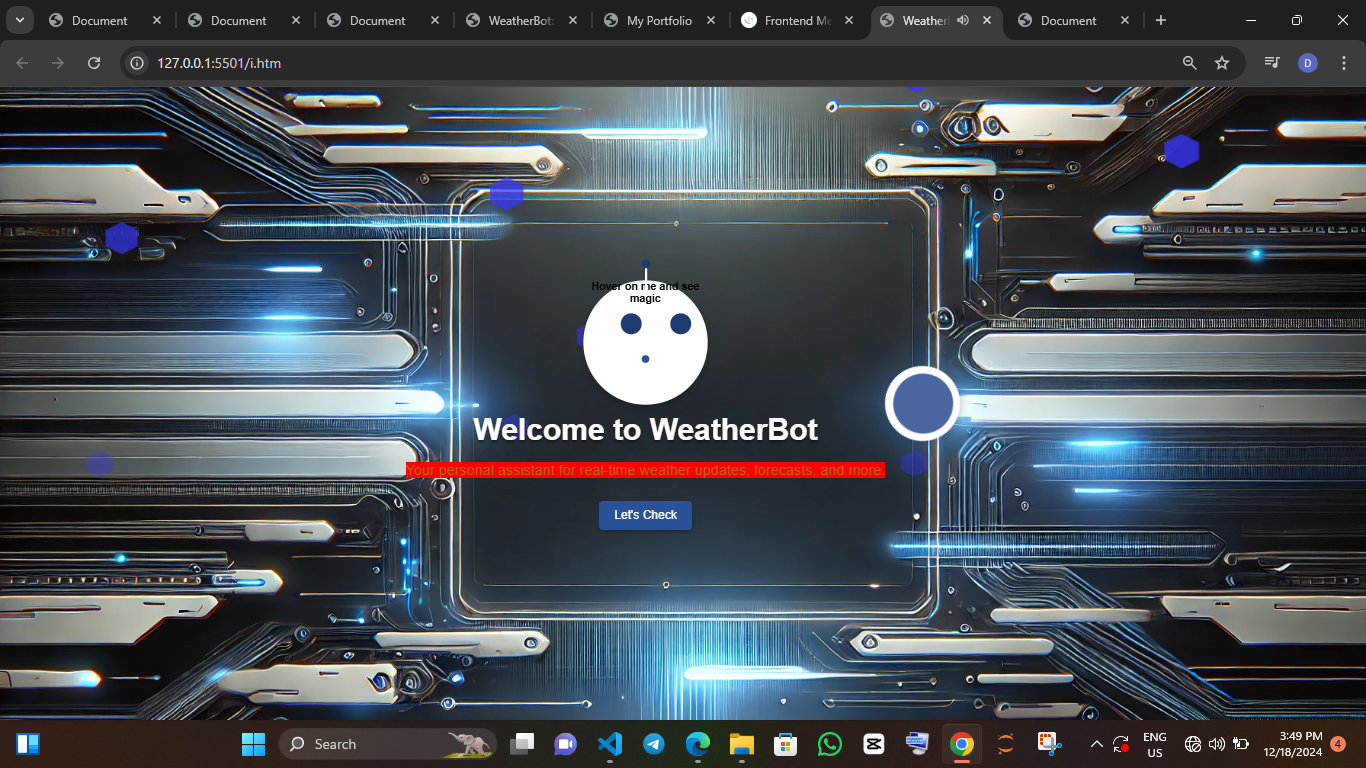 Document
Document
Document
WeatherBot:
My Portfolio
Frontend Me
Weather
Document
127.0.0.1:5501/i.htm
D
Hover on me and see
magic
Welcome to WeatherBot
Your personal assistant for real-time weather updates, forecasts, and more.
Let's Check
Search
ENG
US
3:49 PM
12/18/2024
4